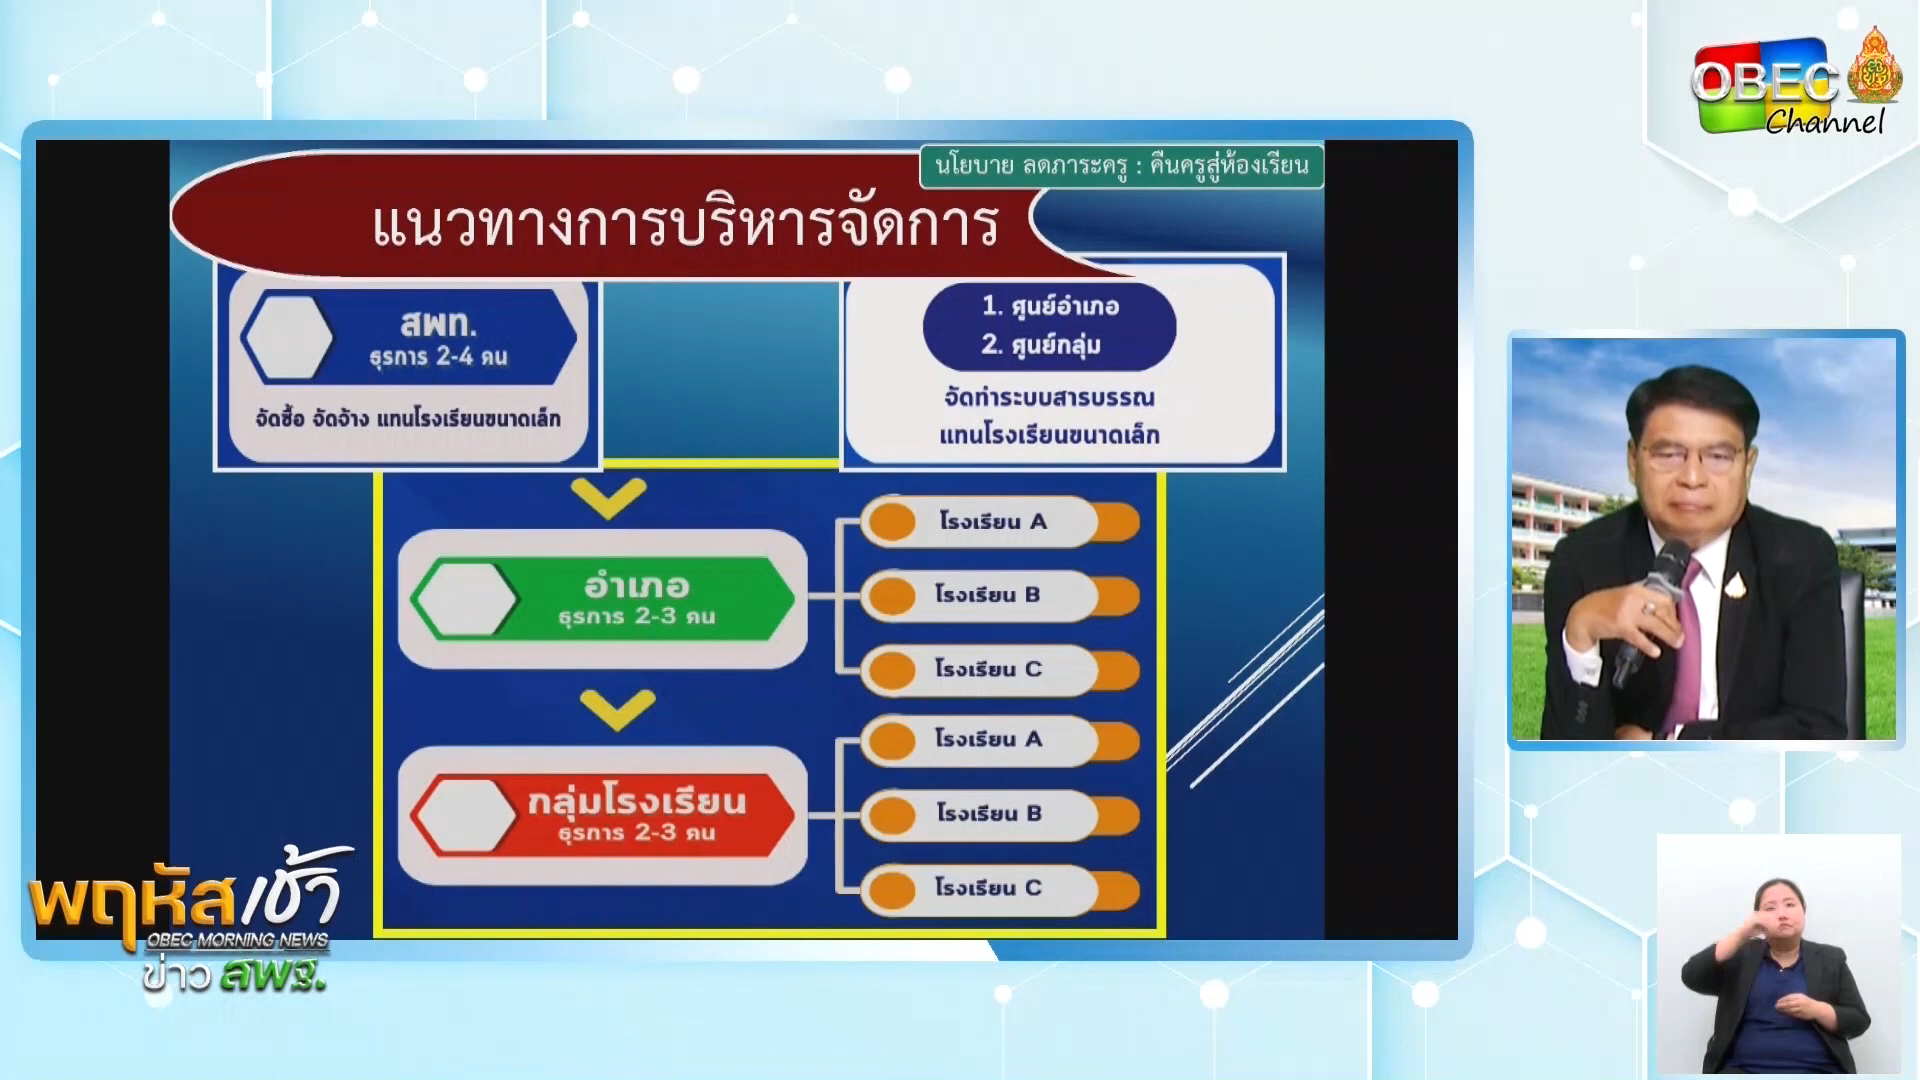 OBEC
Channel
นโยบาย ลดภาระครู : คืนครูสู่ห้องเรียน
แนวทางการบริหารจัดการ
สพท.
ธุรการ 2-4 คน
จัดซื้อ จัดจ้าง แทนโรงเรียนขนาดเล็ก
1. ศูนย์อำเภอ
2. ศูนย์กลุ่ม
จัดทำระบบสารบรรณ
แทนโรงเรียนขนาดเล็ก
อำเภอ
ธุรการ 2-3 คน
โรงเรียน A
โรงเรียน B
โรงเรียน C
กลุ่มโรงเรียน
ธุรการ 2-3 คน
โรงเรียน A
โรงเรียน B
โรงเรียน C
พฤหัสเช้า
OBEC MORNING NEWS
ข่าว สพฐ.